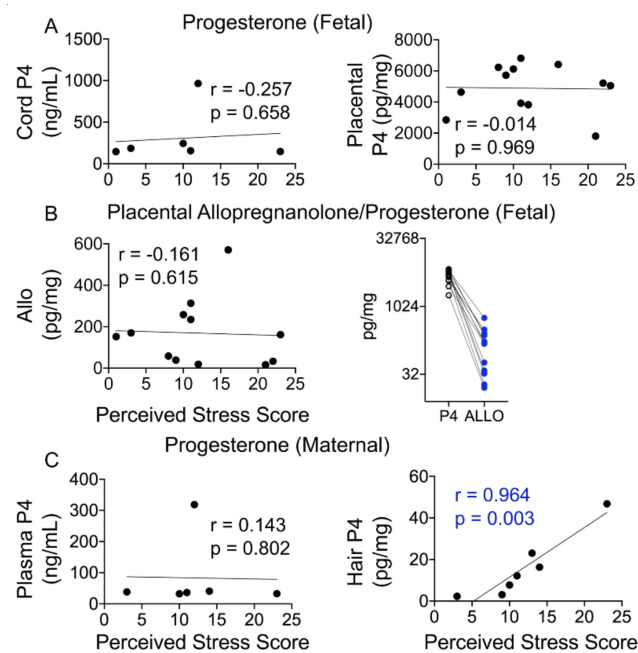 A
Progesterone (Fetal)
Cord P4
(ng/mL)
1500
1000
500
0
r = -0.257
p = 0.658
0 5 10 15 20 25
Placental
P4 (pg/mg)
8000
6000
4000
2000
0
r = -0.014
p = 0.969
0 5 10 15 20 25
B
Placental Allopregnanolone/Progesterone (Fetal)
Allo
(pg/mg)
600
400
200
0
r = -0.161
p = 0.615
0 5 10 15 20 25
Perceived Stress Score
pg/mg
32768
1024
32
P4 ALLO
C
Progesterone (Maternal)
Plasma P4
(ng/mL)
400
300
200
100
0
r = 0.143
p = 0.802
0 5 10 15 20 25
Perceived Stress Score
Hair P4
(pg/mg)
60
40
20
0
r = 0.964
p = 0.003
0 5 10 15 20 25
Perceived Stress Score